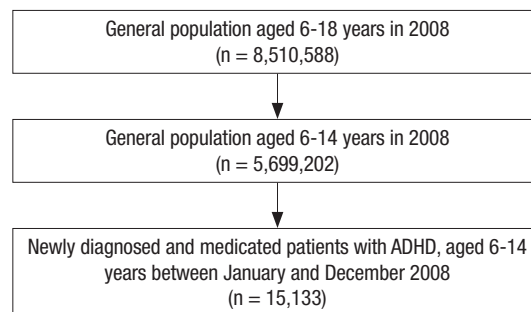 General population aged 6-18 years in 2008
(n = 8,510,588)
General population aged 6-14 years in 2008
(n = 5,699,202)
Newly diagnosed and medicated patients with ADHD, aged 6-14
years between January and December 2008
(n = 15,133)